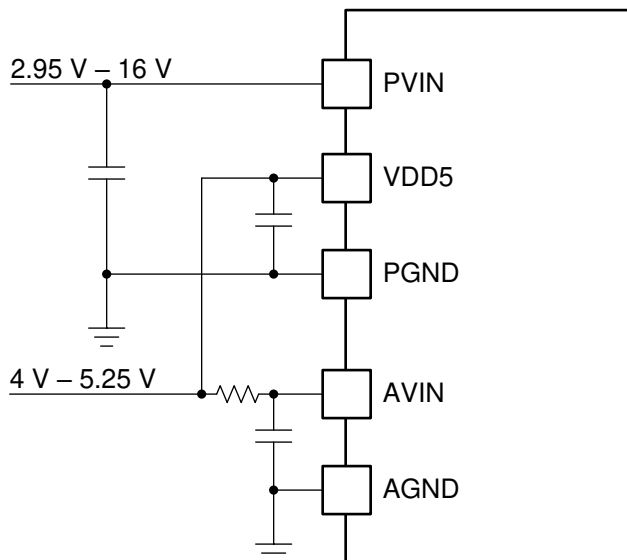 2.95 V – 16 V
PVIN
VDD5
PGND
4 V – 5.25 V
AVIN
AGND